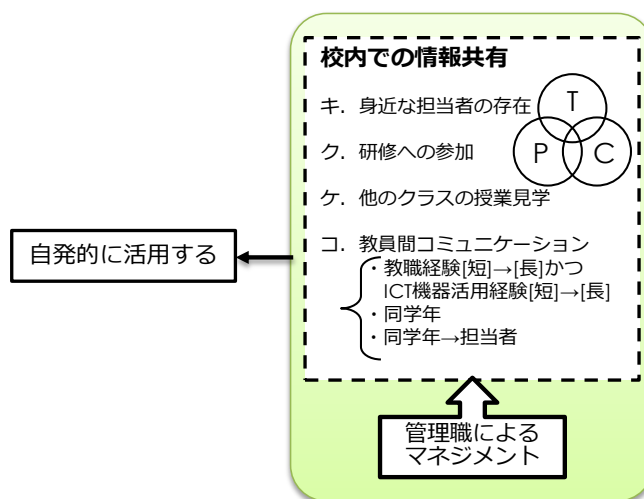 校内での情報共有
キ．身近な担当者の存在
T
P
C
ク．研修への参加
ケ．他のクラスの授業見学
コ．教員間コミュニケーション
・教職経験[短]→[長]かつ
ICT機器活用経験[短]→[長]
・同学年
・同学年→担当者
自発的に活用する
管理職による
マネジメント